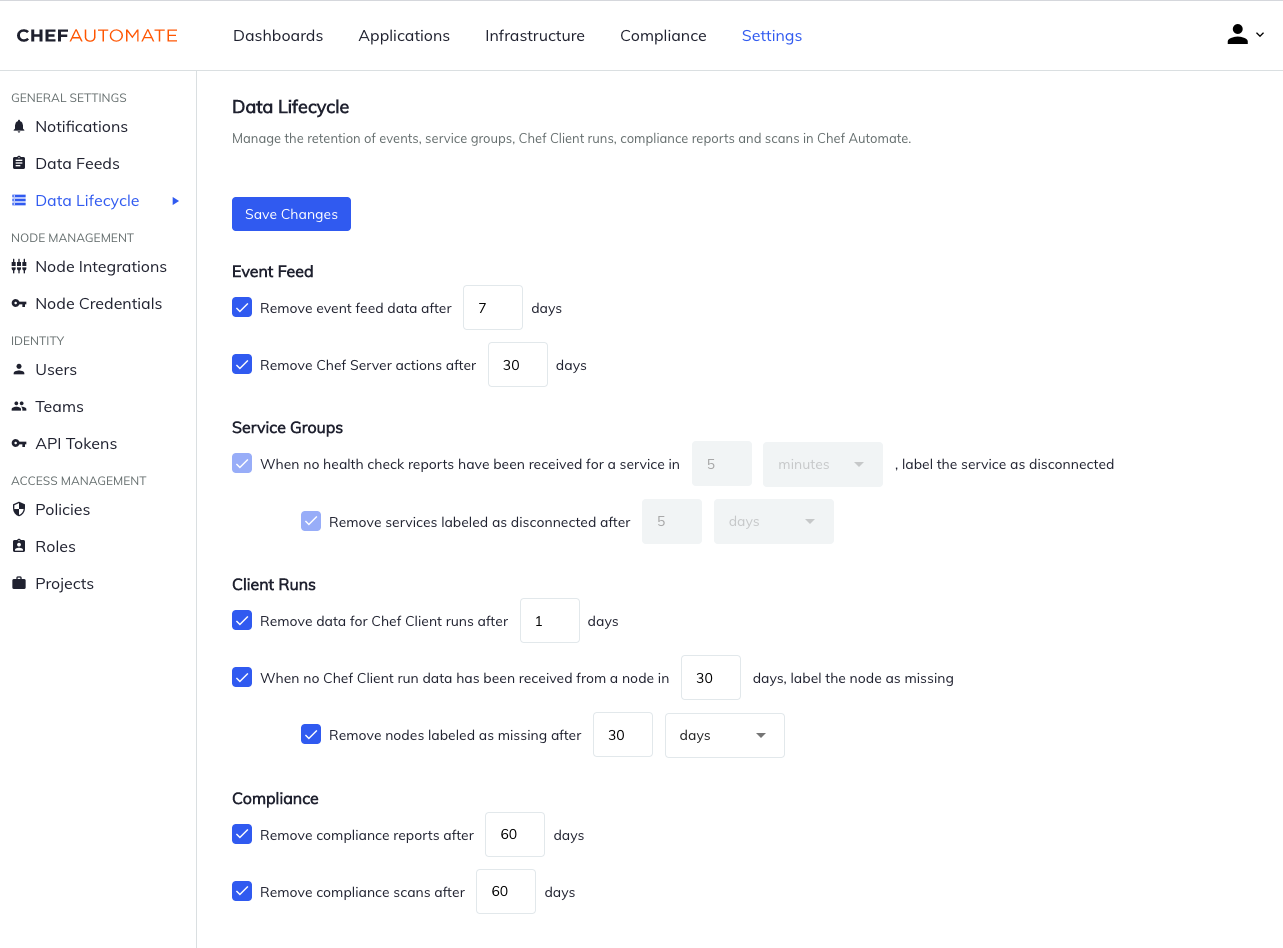 CHEFAUTOMATE Dashboards Applications Infrastructure Compliance Settings
GENERAL SETTINGS
Notifications
Data Feeds
Data Lifecycle
NODE MANAGEMENT
Node Integrations
Node Credentials
IDENTITY
Users
Teams
API Tokens
ACCESS MANAGEMENT
Policies
Roles
Projects
Data Lifecycle
Manage the retention of events, service groups, Chef Client runs, compliance reports and scans in Chef Automate.
Save Changes
Event Feed
Remove event feed data after 7 days
Remove Chef Server actions after 30 days
Service Groups
When no health check reports have been received for a service in 5 minutes , label the service as disconnected
Remove services labeled as disconnected after 5 days
Client Runs
Remove data for Chef Client runs after 1 days
When no Chef Client run data has been received from a node in 30 days, label the node as missing
Remove nodes labeled as missing after 30 days
Compliance
Remove compliance reports after 60 days
Remove compliance scans after 60 days